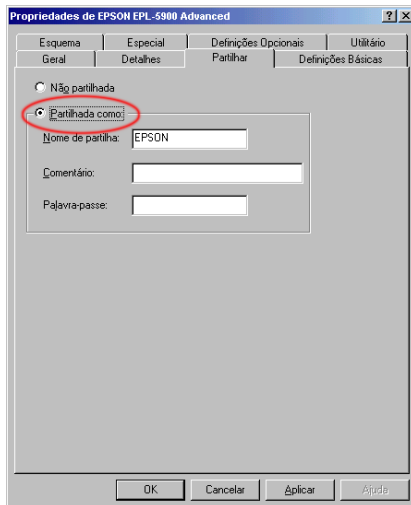 Propriedades de EPSON EPL-5900 Advanced
Esquema Especial Definições Opcionais Utilitário
Geral Detalhes Partilhar Definições Básicas
Não partilhada
Partilhada como:
Nome de partilha: EPSON
Comentário:
Palavra-passe:
OK Cancelar Aplicar Ajuda